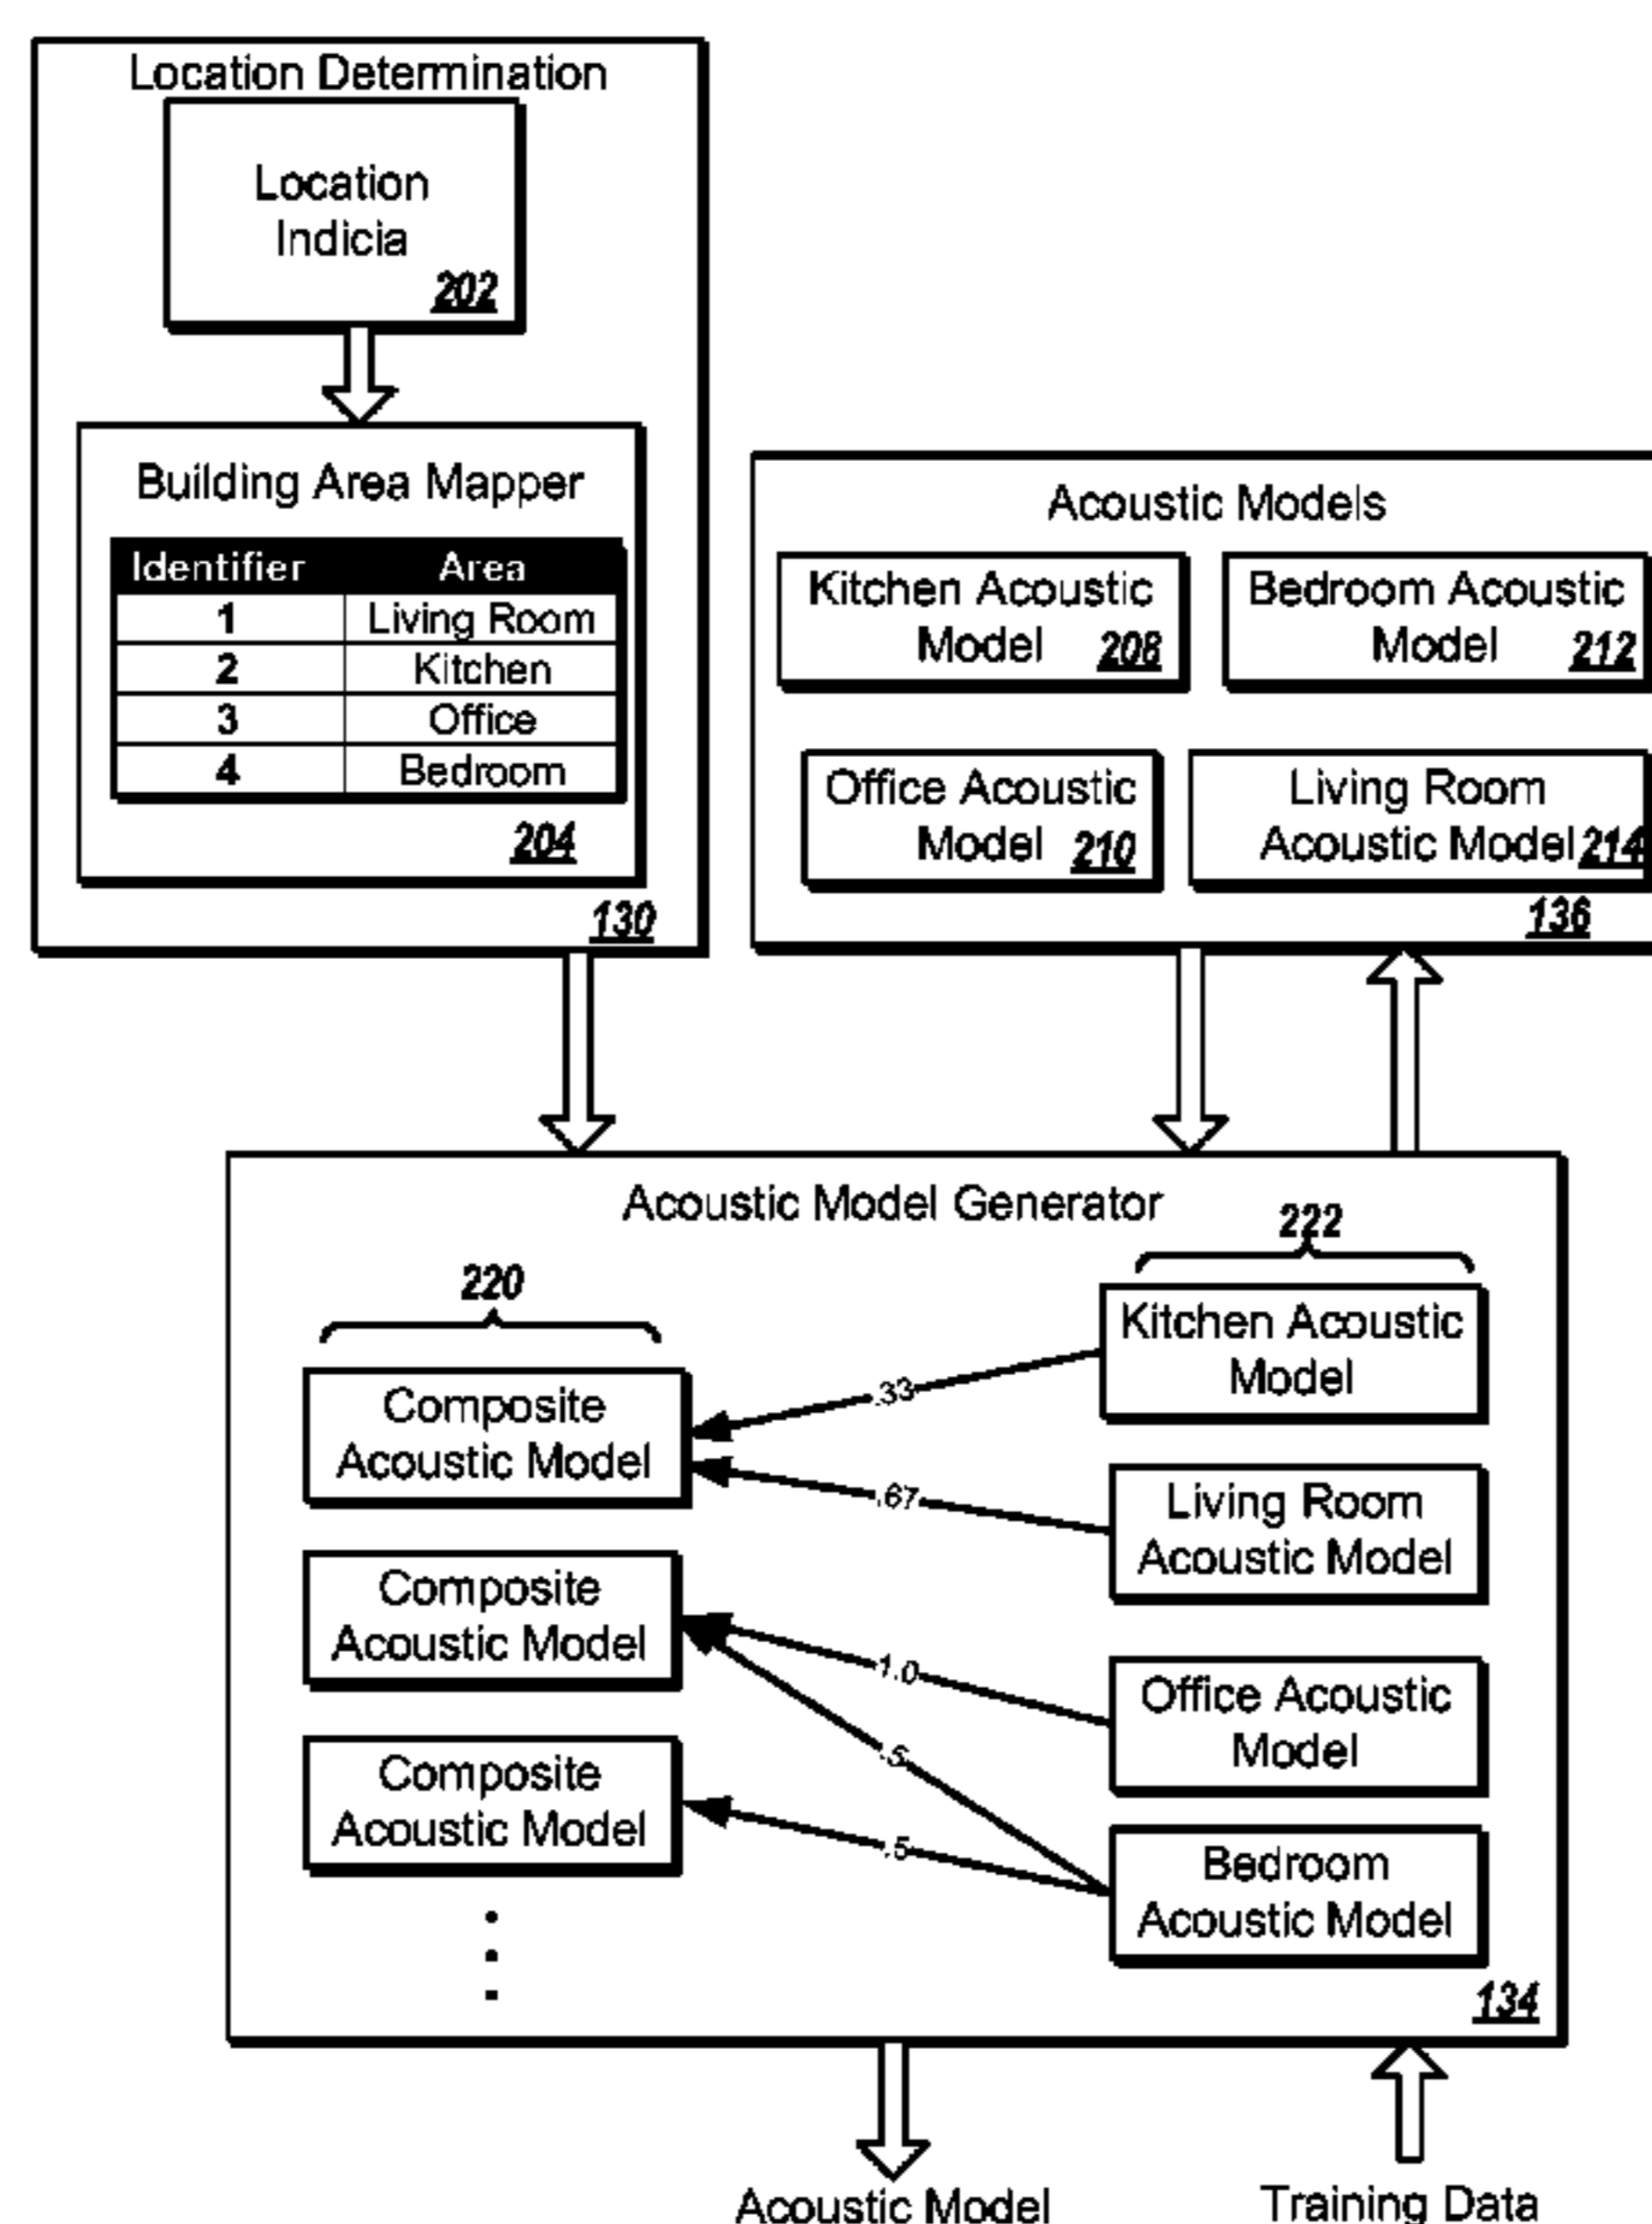 Location Determination
Location
Indicia
202
Building Area Mapper
Identifier Area
1 Living Room
2 Kitchen
3 Office
4 Bedroom
204
130
Acoustic Models
Kitchen Acoustic
Model 208
Bedroom Acoustic
Model 212
Office Acoustic
Model 210
Living Room
Acoustic Model 214
136
Acoustic Model Generator
222
220
Kitchen Acoustic
Model
.33
Composite
Acoustic Model
.67
Living Room
Acoustic Model
Composite
Acoustic Model
1.0
Office Acoustic
Model
.5
Composite
Acoustic Model
.5
Bedroom
Acoustic Model
134
Acoustic Model
Training Data